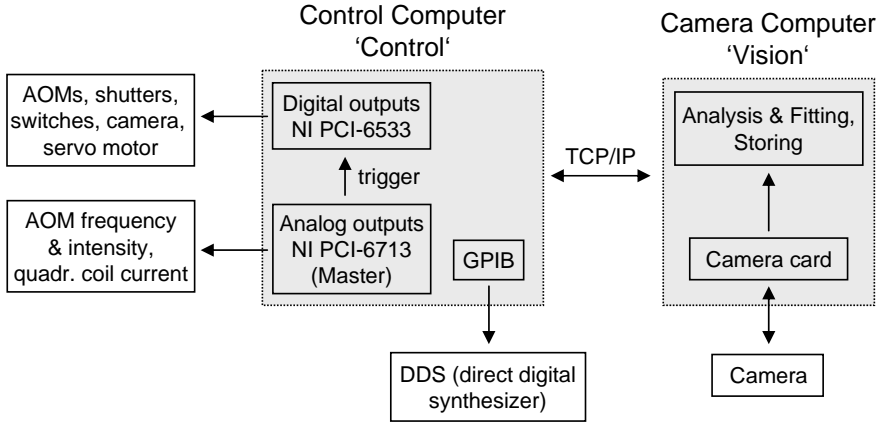 Control Computer
‘Control‘
Camera Computer
‘Vision‘
AOMs, shutters,
switches, camera,
servo motor
Digital outputs
NI PCI-6533
trigger
AOM frequency
& intensity,
quadr. coil current
Analog outputs
NI PCI-6713
(Master)
GPIB
TCP/IP
Analysis & Fitting,
Storing
Camera card
DDS (direct digital
synthesizer)
Camera